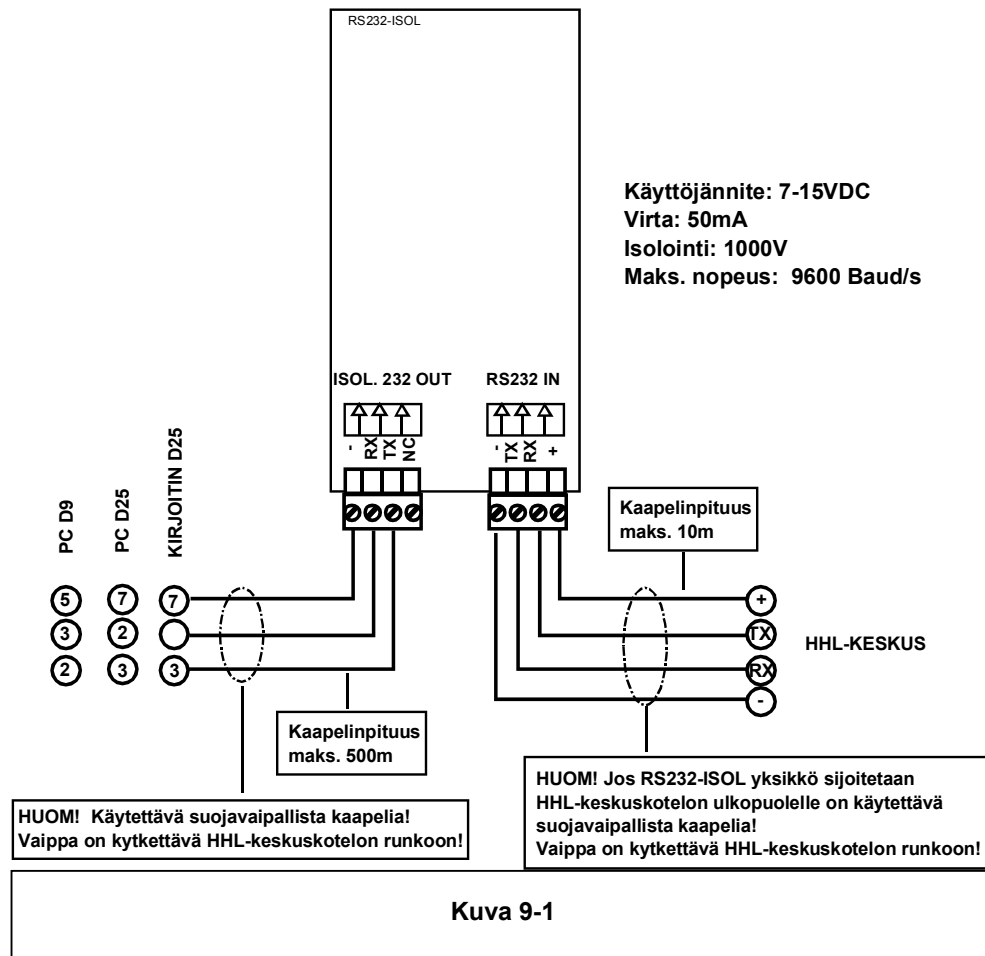 RS232-ISOL
Käyttöjännite: 7-15VDC
Virta: 50mA
Isolointi: 1000V
Maks. nopeus: 9600 Baud/s
ISOL. 232 OUT
RS232 IN
- RX TX NC
- TX RX +
PC D9
PC D25
KIRJOITIN D25
5 7 7
3 2
2 3 3
Kaapelinpituus
maks. 10m
+
TX
RX
-
HHL-KESKUS
Kaapelinpituus
maks. 500m
HUOM! Käytettävä suojavaipallista kaapelia!
Vaippa on kytkettävä HHL-keskuskotelon runkoon!
HUOM! Jos RS232-ISOL yksikkö sijoitetaan
HHL-keskuskotelon ulkopuolelle on käytettävä
suojavaipallista kaapelia!
Vaippa on kytkettävä HHL-keskuskotelon runkoon!
Kuva 9-1